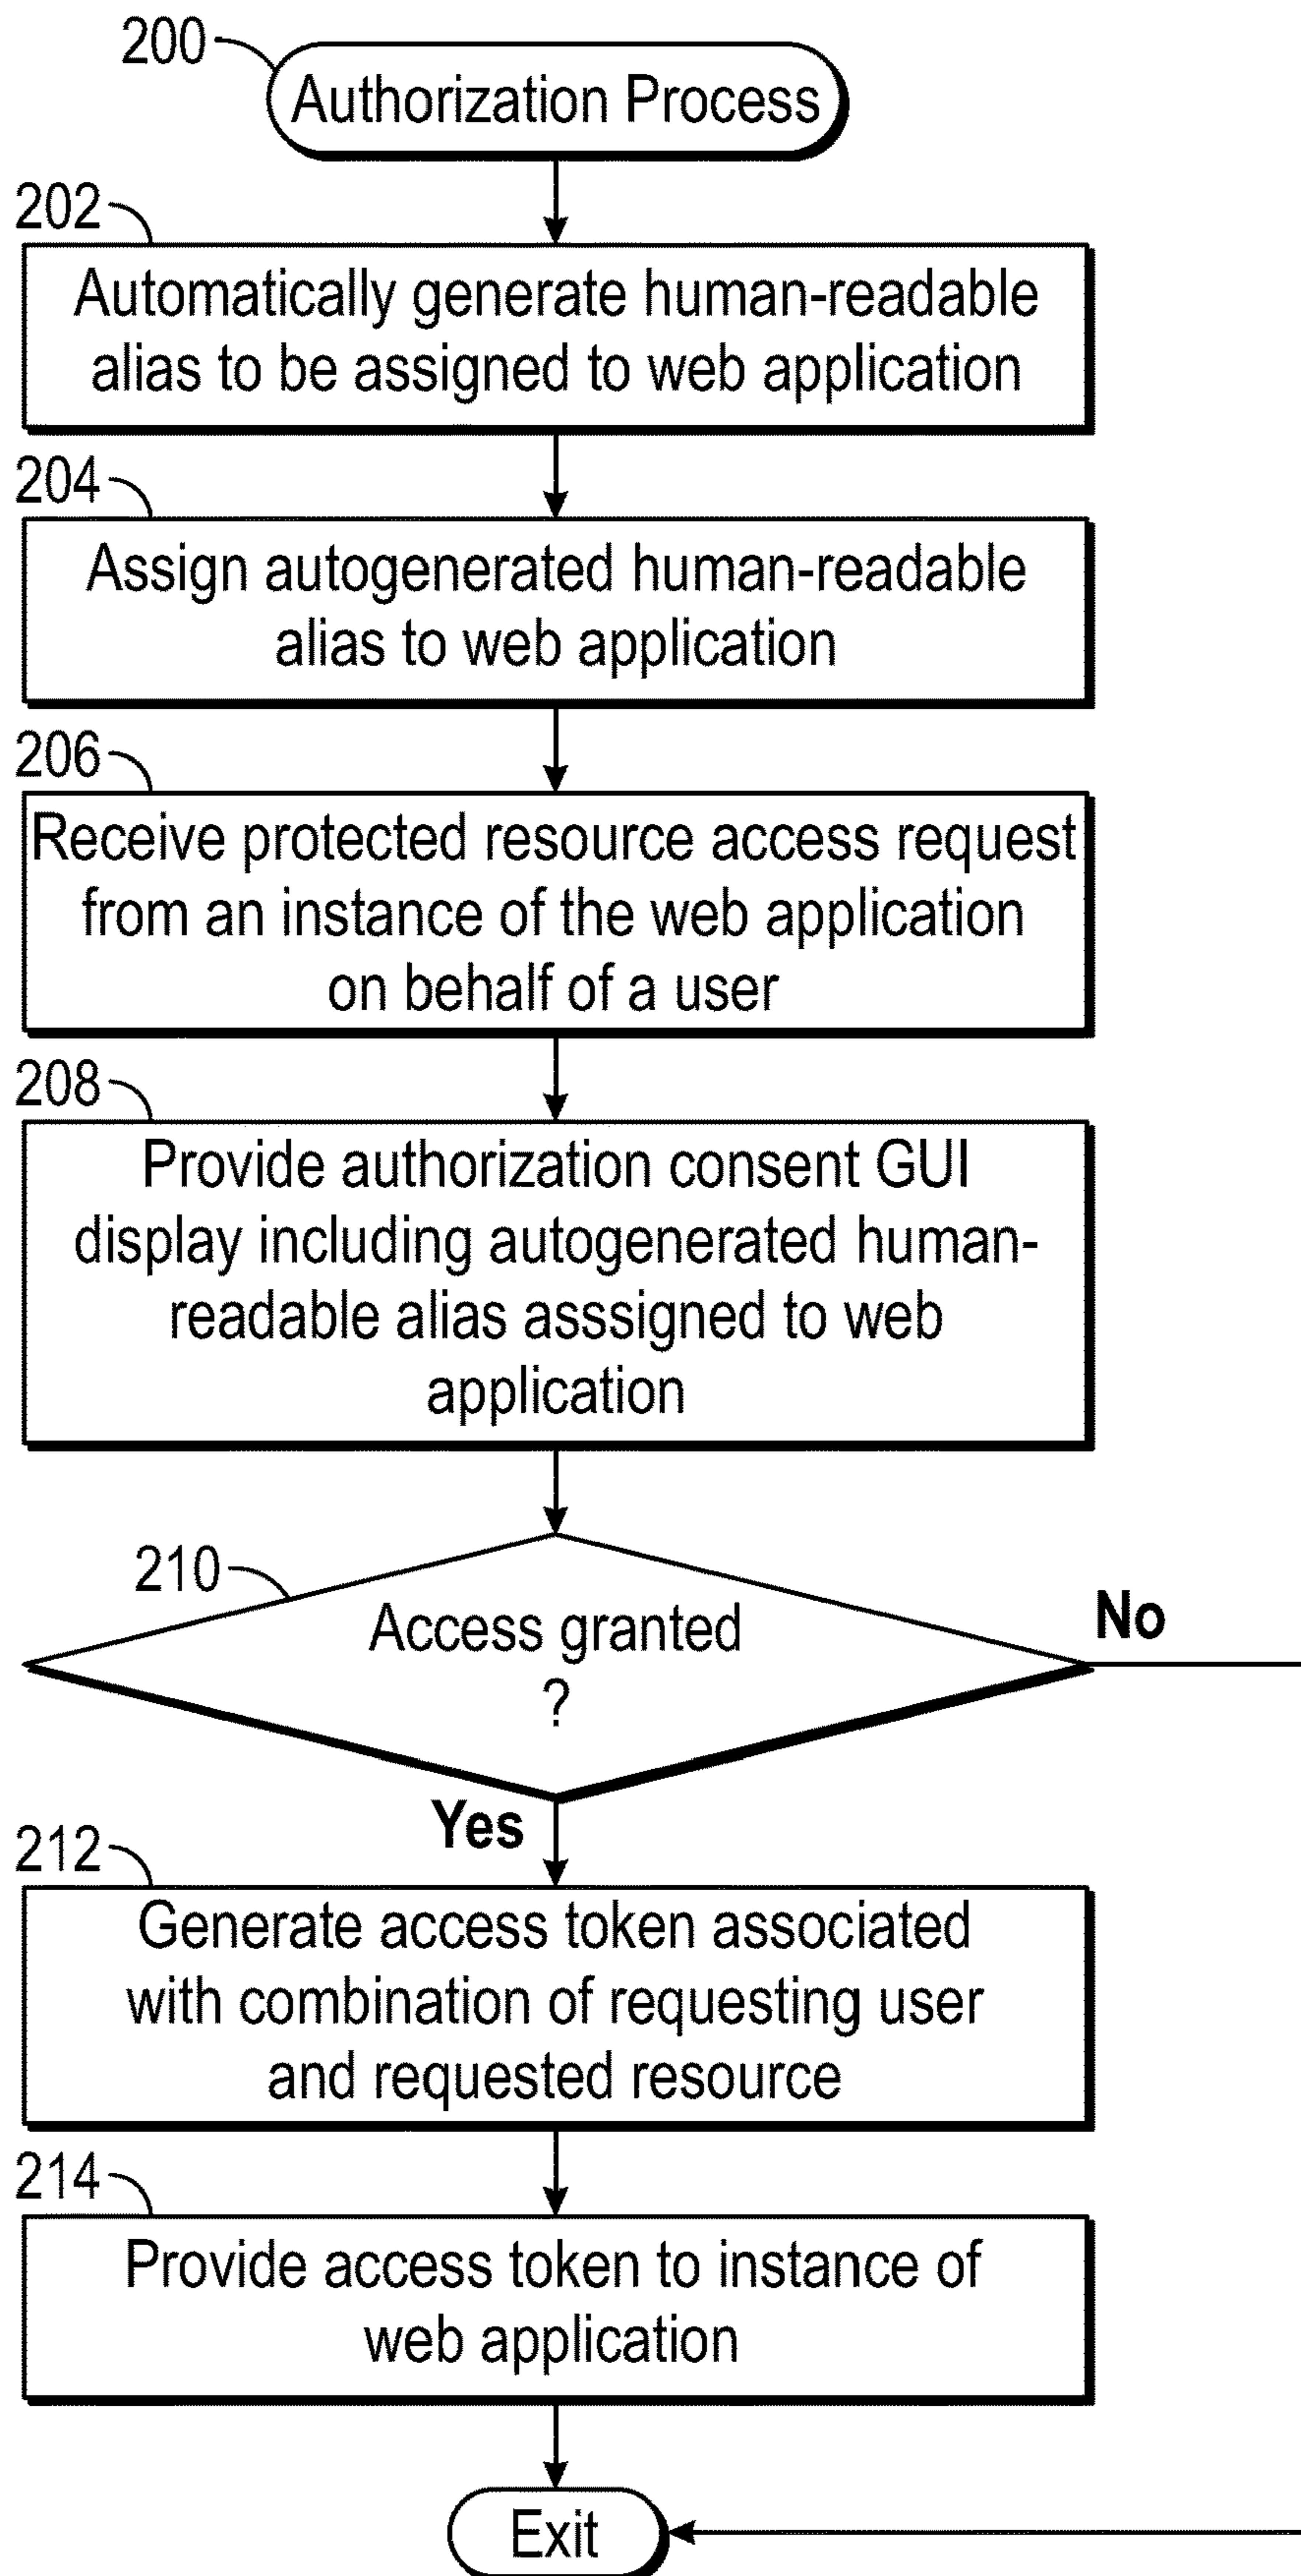 200
Authorization Process
202
Automatically generate human-readable
alias to be assigned to web application
204
Assign autogenerated human-readable
alias to web application
206
Receive protected resource access request
from an instance of the web application
on behalf of a user
208
Provide authorization consent GUI
display including autogenerated human-
readable alias asssigned to web
application
210
Access granted
?
No
Yes
212
Generate access token associated
with combination of requesting user
and requested resource
214
Provide access token to instance of
web application
Exit